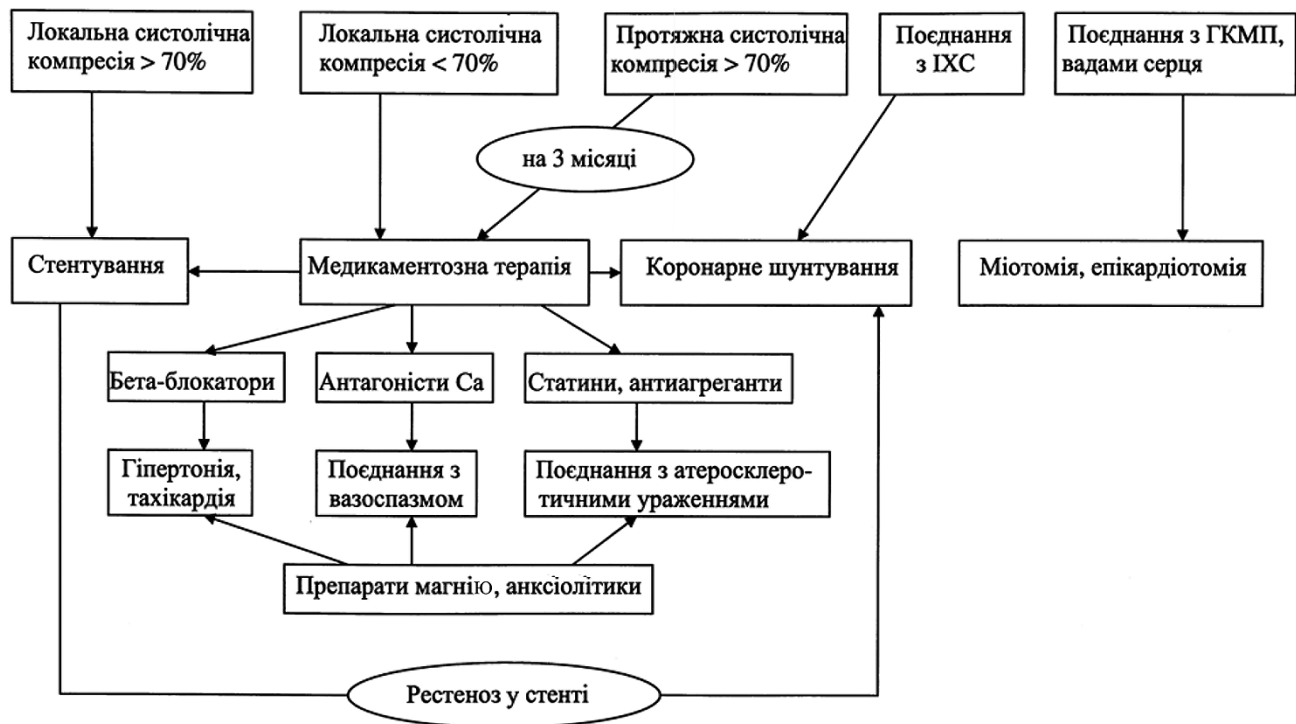 Локальна систолічна
компресія > 70%
Локальна систолічна
компресія < 70%
Протяжна систолічна
компресія > 70%
Поєднання
з ІХС
Поєднання з ГКМП,
вадами серця
на 3 місяці
Стентування
Медикаментозна терапія
Коронарне шунтування
Міотомія, епікардіотомія
Бета-блокатори
Антагоністи Са
Статини, антиагреганти
Гіпертонія,
тахікардія
Поєднання з
вазоспазмом
Поєднання з атеросклеро-
тичними ураженнями
Препарати магнію, анксіолітики
Рестеноз у стенті